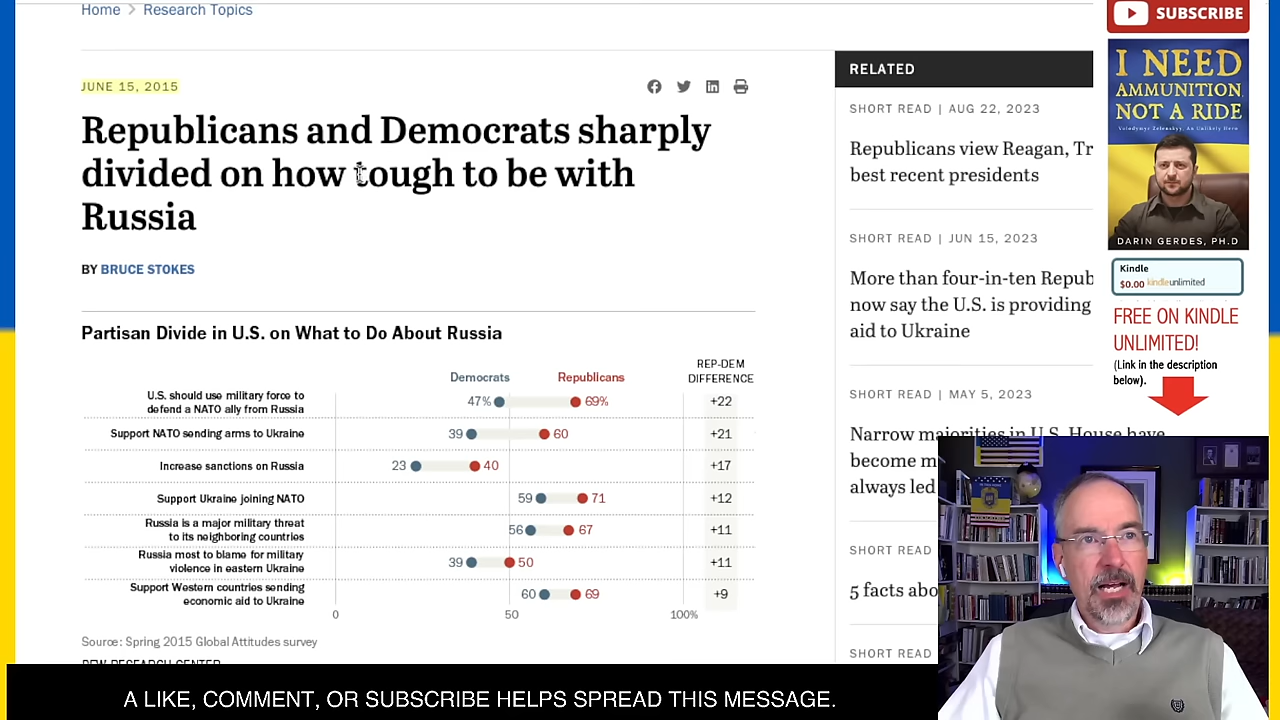 Home > Research Topics
JUNE 15, 2015
Republicans and Democrats sharply
divided on how tough to be with
Russia
BY BRUCE STOKES
Partisan Divide in U.S. on What to Do About Russia
Democrats Republicans REP-DEM
DIFFERENCE
U.S. should use military force to
defend a NATO ally from Russia 47% 69% +22
Support NATO sending arms to Ukraine 39 60 +21
Increase sanctions on Russia 23 40 +17
Support Ukraine joining NATO 59 71 +12
Russia is a major military threat
to its neighboring countries 56 67 +11
Russia most to blame for military
violence in eastern Ukraine 39 50 +11
Support Western countries sending
economic aid to Ukraine 60 69 +9
0 50 100%
Source: Spring 2015 Global Attitudes survey
PEW RESEARCH CENTER
RELATED
SHORT READ | AUG 22, 2023
Republicans view Reagan, Tr
best recent presidents
SHORT READ | JUN 15, 2023
More than four-in-ten Repub
now say the U.S. is providing
aid to Ukraine
SHORT READ | MAY 5, 2023
Narrow majorities in U.S. House have
become m
always led
SHORT READ
5 facts abo
SHORT READ
SUBSCRIBE
I NEED
AMMUNITION,
NOT A RIDE
Volodymyr Zelenskyy, An Unlikely Hero
DARIN GERDES, PH.D
Kindle
$0.00 kindleunlimited
FREE ON KINDLE
UNLIMITED!
(Link in the description
below).
A LIKE, COMMENT, OR SUBSCRIBE HELPS SPREAD THIS MESSAGE.